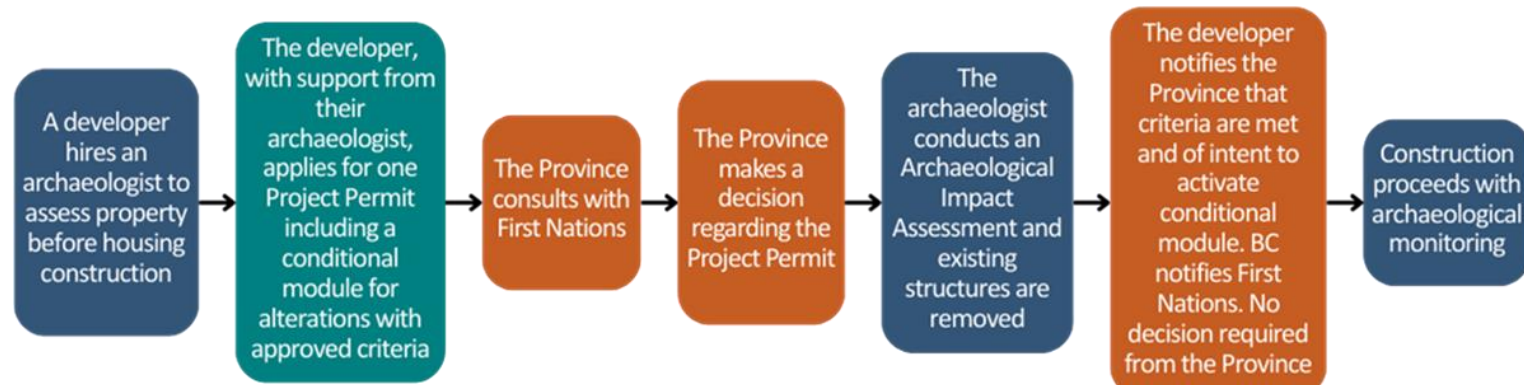 A developer
hires an
archaeologist to
assess property
before housing
construction
The developer,
with support from
their
archaeologist,
applies for one
Project Permit
including a
conditional
module for
alterations with
approved criteria
The Province
consults with
First Nations
The Province
makes a
decision
regarding the
Project Permit
The
archaeologist
conducts an
Archaeological
Impact
Assessment and
existing
structures are
removed
The developer
notifies the
Province that
criteria are met
and of intent to
activate
conditional
module. BC
notifies First
Nations. No
decision required
from the Province
Construction
proceeds with
archaeological
monitoring